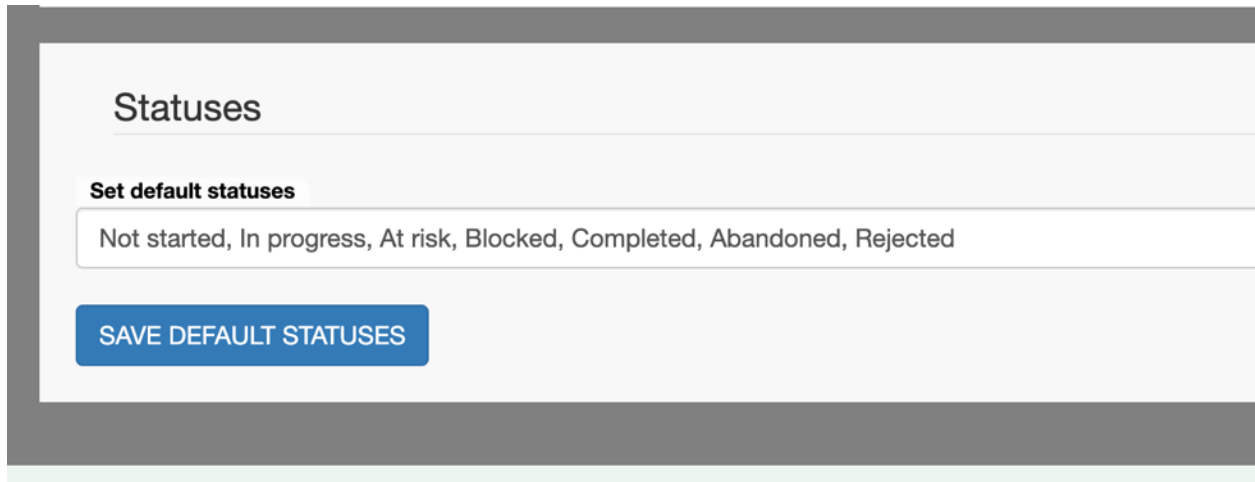 Statuses
Set default statuses
Not started, In progress, At risk, Blocked, Completed, Abandoned, Rejected
SAVE DEFAULT STATUSES